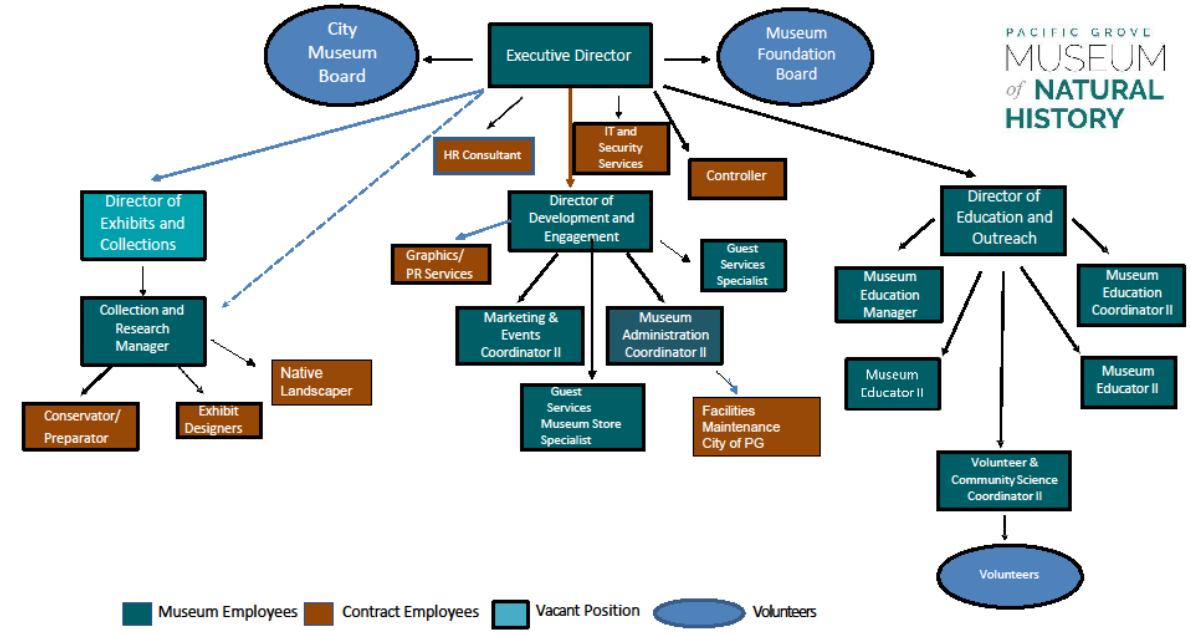 City
Museum
Board
Executive Director
Museum
Foundation
Board
PACIFIC GROVE
MUSEUM
of NATURAL
HISTORY
HR Consultant
IT and
Security
Services
Controller
Director of
Exhibits and
Collections
Director of
Development and
Engagement
Director of
Education and
Outreach
Graphics/
PR Services
Guest
Services
Specialist
Museum
Education
Manager
Museum
Education
Coordinator II
Collection and
Research
Manager
Marketing &
Events
Coordinator II
Museum
Administration
Coordinator II
Native
Landscaper
Museum
Educator II
Museum
Educator II
Conservator/
Preparator
Exhibit
Designers
Guest
Services
Museum Store
Specialist
Facilities
Maintenance
City of PG
Volunteer &
Community Science
Coordinator II
Volunteers
Museum Employees
Contract Employees
Vacant Position
Volunteers